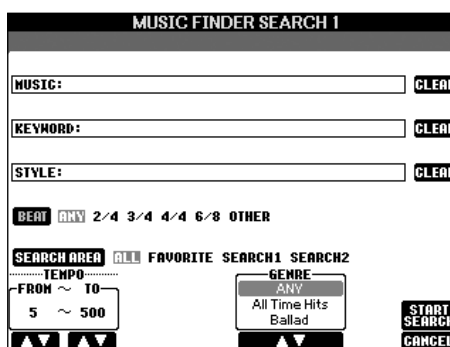 MUSIC FINDER SEARCH 1
MUSIC: CLEAR
KEYWORD: CLEAR
STYLE: CLEAR
BEAT ANY 2/4 3/4 4/4 6/8 OTHER
SEARCH AREA ALL FAVORITE SEARCH1 SEARCH2
TEMPO
FROM ~ TO
5 ~ 500
GENRE
ANY
All Time Hits
Ballad
START SEARCH
CANCEL